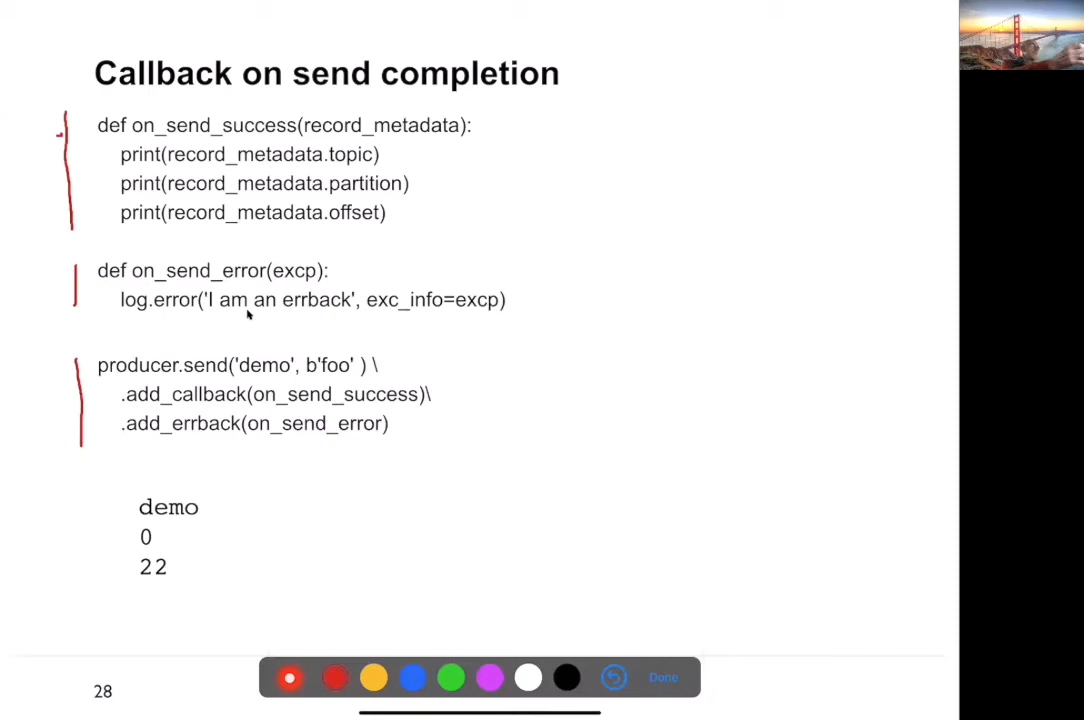 Callback on send completion
def on_send_success(record_metadata):
print(record_metadata.topic)
print(record_metadata.partition)
print(record_metadata.offset)
def on_send_error(excp):
log.error('I am an errback', exc_info=excp)
producer.send('demo', b'foo' ) \
.add_callback(on_send_success)\
.add_errback(on_send_error)
demo
0
22
28
Done